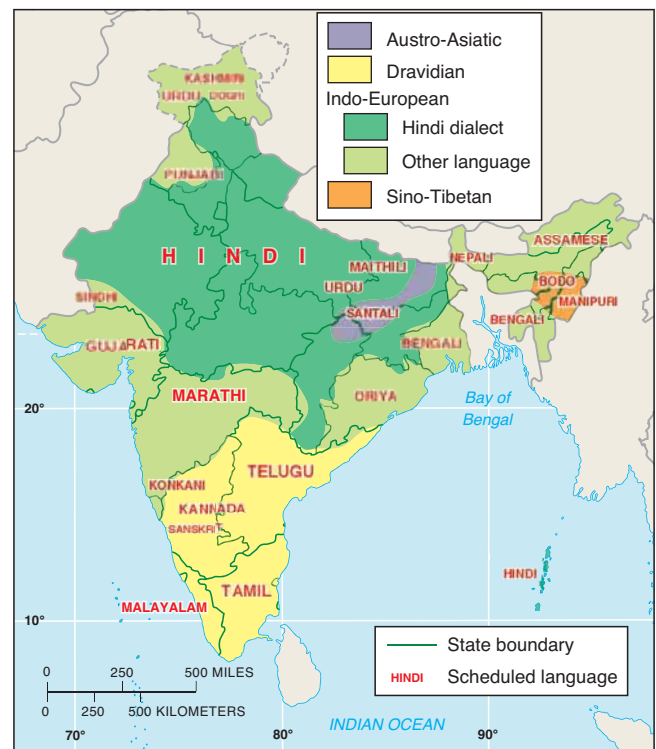 Austro-Asiatic
Dravidian
Indo-European
Hindi dialect
Other language
Sino-Tibetan
KASHMIRI
URDU DOGRI
PUNJABI
HINDI
MAITHILI
URDU
NEPALI
ASSAMESE
BODO
MANIPURI
BENGALI
SANTALI
SINDHI
GUJARATI
BENGALI
MARATHI
ORIYA
20°
Bay of
Bengal
TELUGU
KONKANI
KANNADA
SANSKRIT
HINDI
TAMIL
MALAYALAM
10°
State boundary
HINDI Scheduled language
0 250 500 MILES
0 250 500 KILOMETERS
INDIAN OCEAN
70° 80° 90°